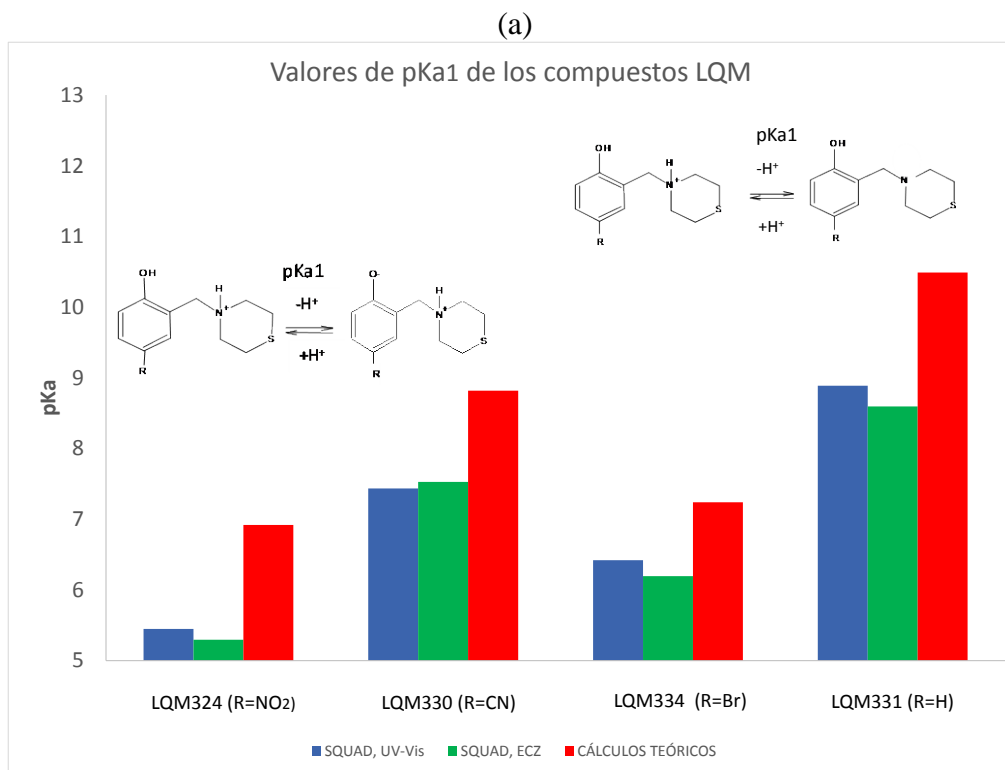 (a)
Valores de pKa1 de los compuestos LQM
pKa
13
12
11
10
9
8
7
6
5
OH
H
N+
S
R
pKa1
-H+
+H+
O-
H
N+
S
R
OH
H
N+
S
R
pKa1
-H+
+H+
OH
N
S
R
LQM324 (R=NO2)
LQM330 (R=CN)
LQM334 (R=Br)
LQM331 (R=H)
SQUAD, UV-Vis
SQUAD, ECZ
CÁLCULOS TEÓRICOS